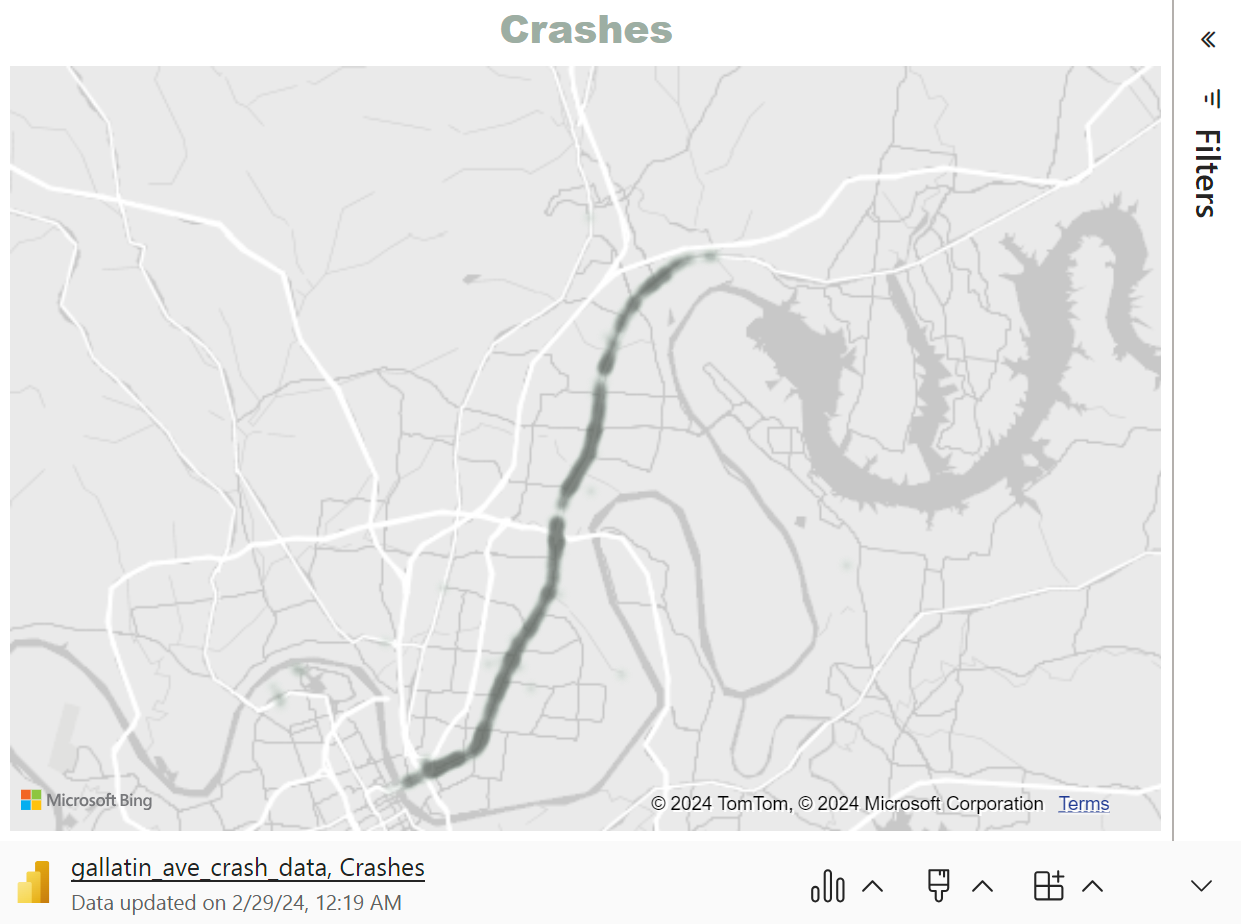 Crashes
Filters
Microsoft Bing
© 2024 TomTom, © 2024 Microsoft Corporation Terms
gallatin_ave_crash_data, Crashes
Data updated on 2/29/24, 12:19 AM